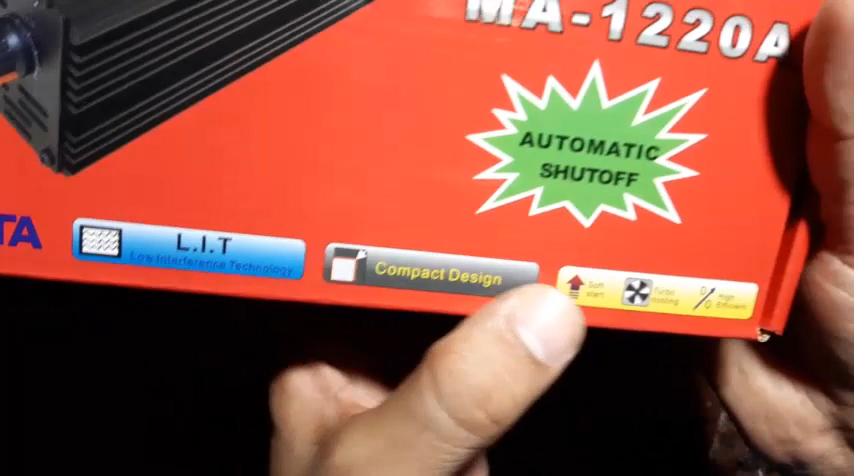 MA-1220A
AUTOMATIC
SHUTOFF
TA
L.I.T
Low Interference Technology
Compact Design
Soft
start
Turbo
cooling
High
Efficient